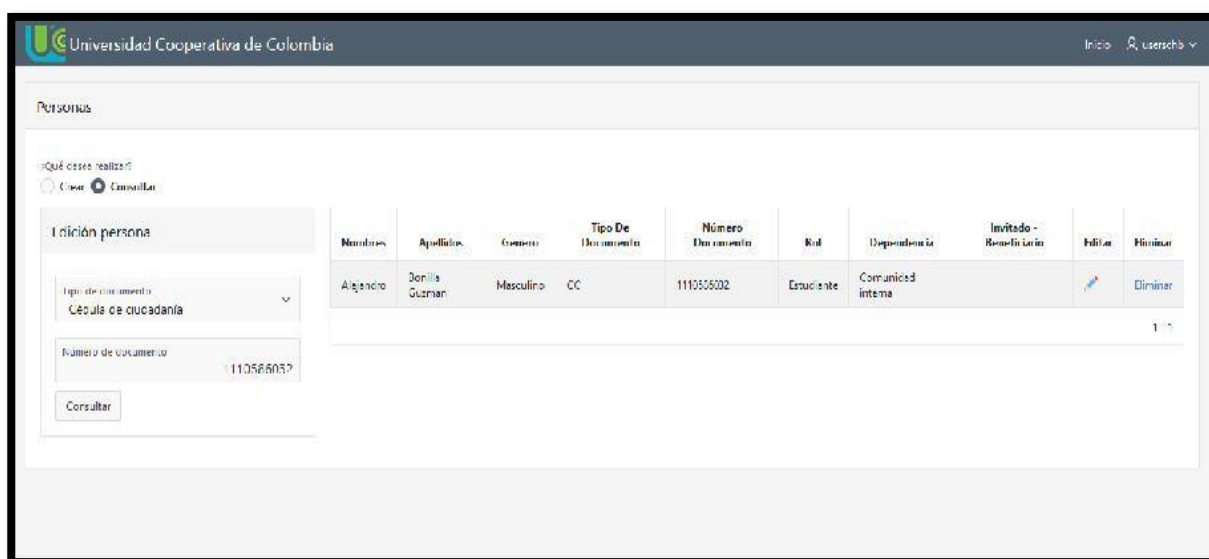 Universidad Cooperativa de Colombia
Inicio userschb
Personas
¿Qué desea realizar?
Crear Consultar
Edición persona
Tipo de documento
Cédula de ciudadanía
Número de documento
1110586032
Consultar
Nombres Apellidos Genero Tipo De Documento Número Documento Rol Dependencia Invitado - Beneficiario Editar Eliminar
Alejandro Bonilla Guzman Masculino CC Estudiante Comunidad interna Eliminar